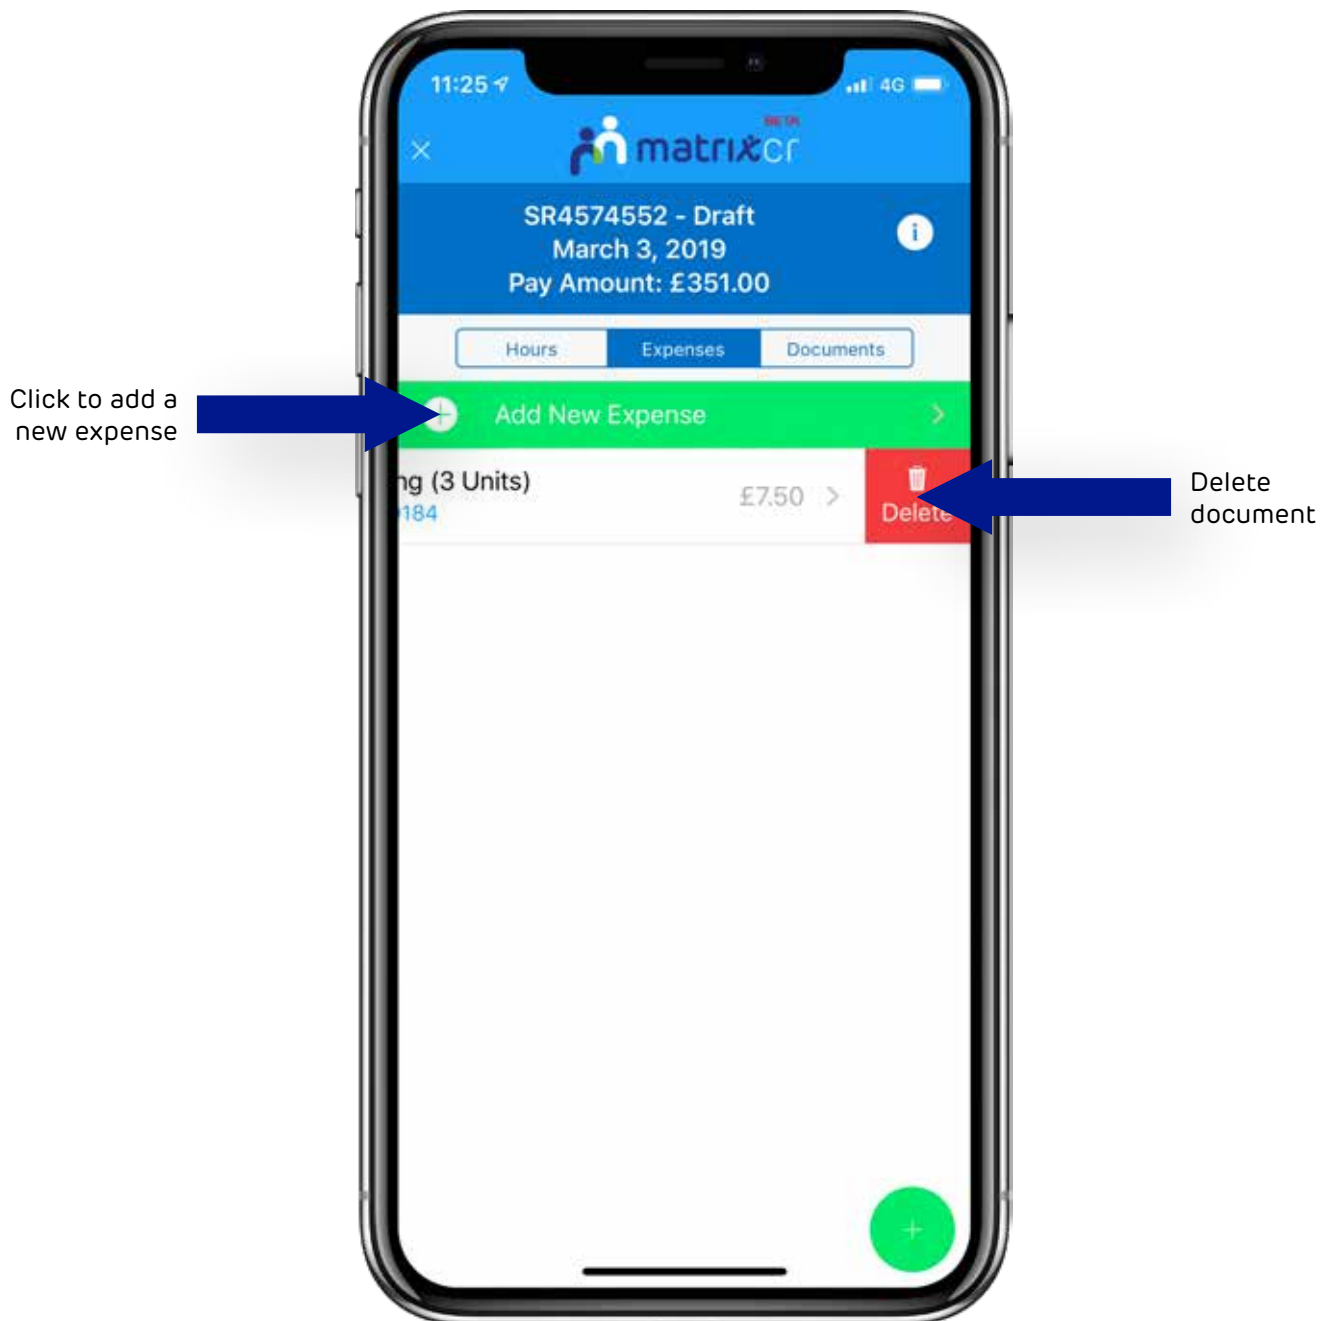 11:25
4G
BETA
matrixcr
SR4574552 - Draft
March 3, 2019
Pay Amount: £351.00
Hours Expenses Documents
Click to add a
new expense
Add New Expense
ng (3 Units)
184
£7.50
Delete
Delete
document